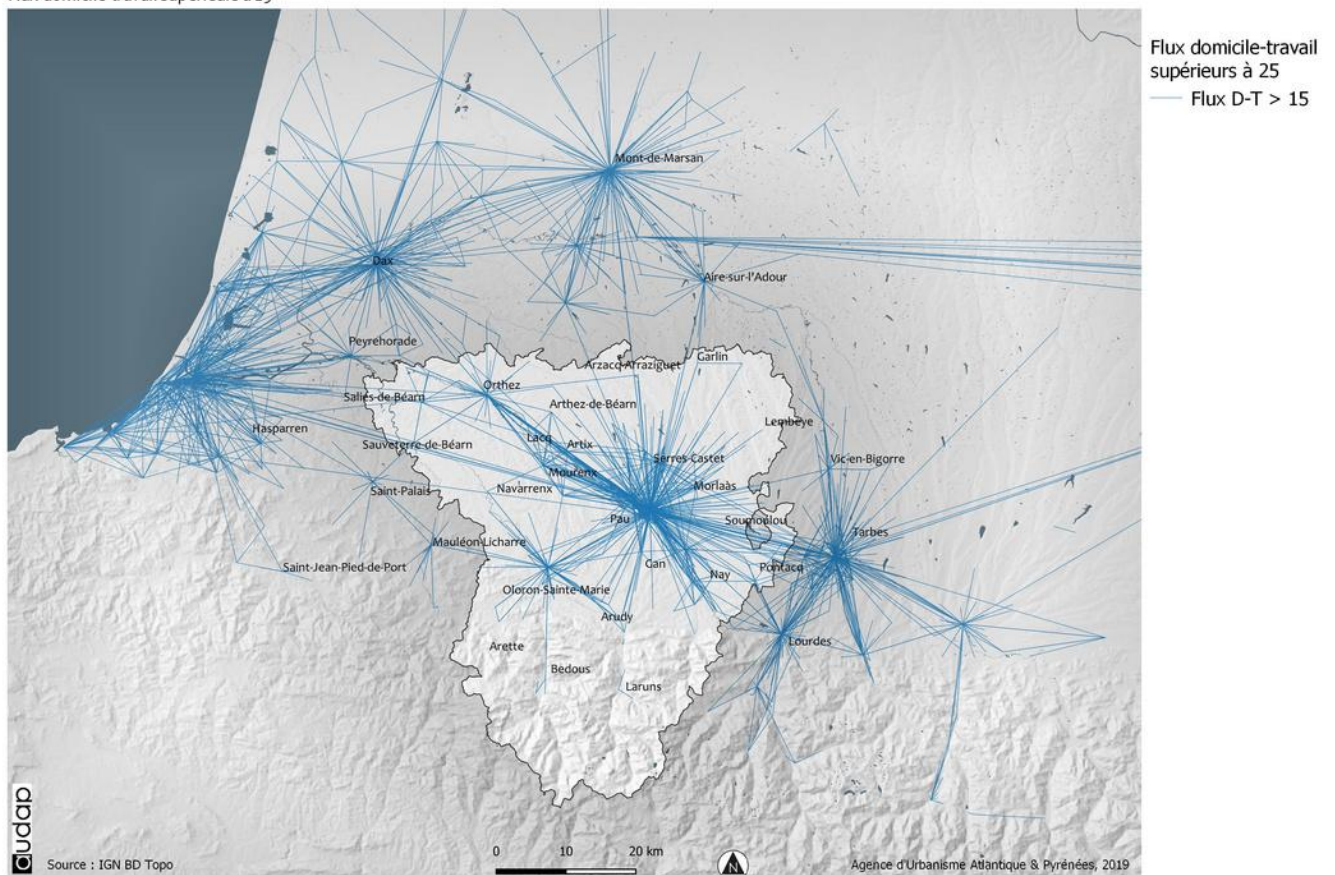 Flux domicile-travail
supérieurs à 25
Flux D-T > 15
Mont-de-Marsan
Dax
Aire-sur-l'Adour
Peyrehorade
Garlin
Arzacq-Arraziguet
Orthez
Salies-de-Béarn
Arthez-de-Béarn
Lembeye
Hasparren
Lacq
Artix
Sauveterre-de-Béarn
Serres-Castet
Vic-en-Bigorre
Mourenx
Navarrenx
Morlaàs
Saint-Palais
Pau
Soumoulou
Tarbes
Mauléon-Licharre
Saint-Jean-Pied-de-Port
Gan
Nay
Pontacq
Oloron-Sainte-Marie
Arudy
Lourdes
Arette
Bedous
Laruns
audap
Source : IGN BD Topo
0 10 20 km
N
Agence d'Urbanisme Atlantique & Pyrénées, 2019